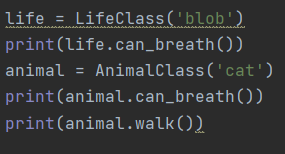 life = LifeClass('blob')
print(life.can_breath())
animal = AnimalClass('cat')
print(animal.can_breath())
print(animal.walk())